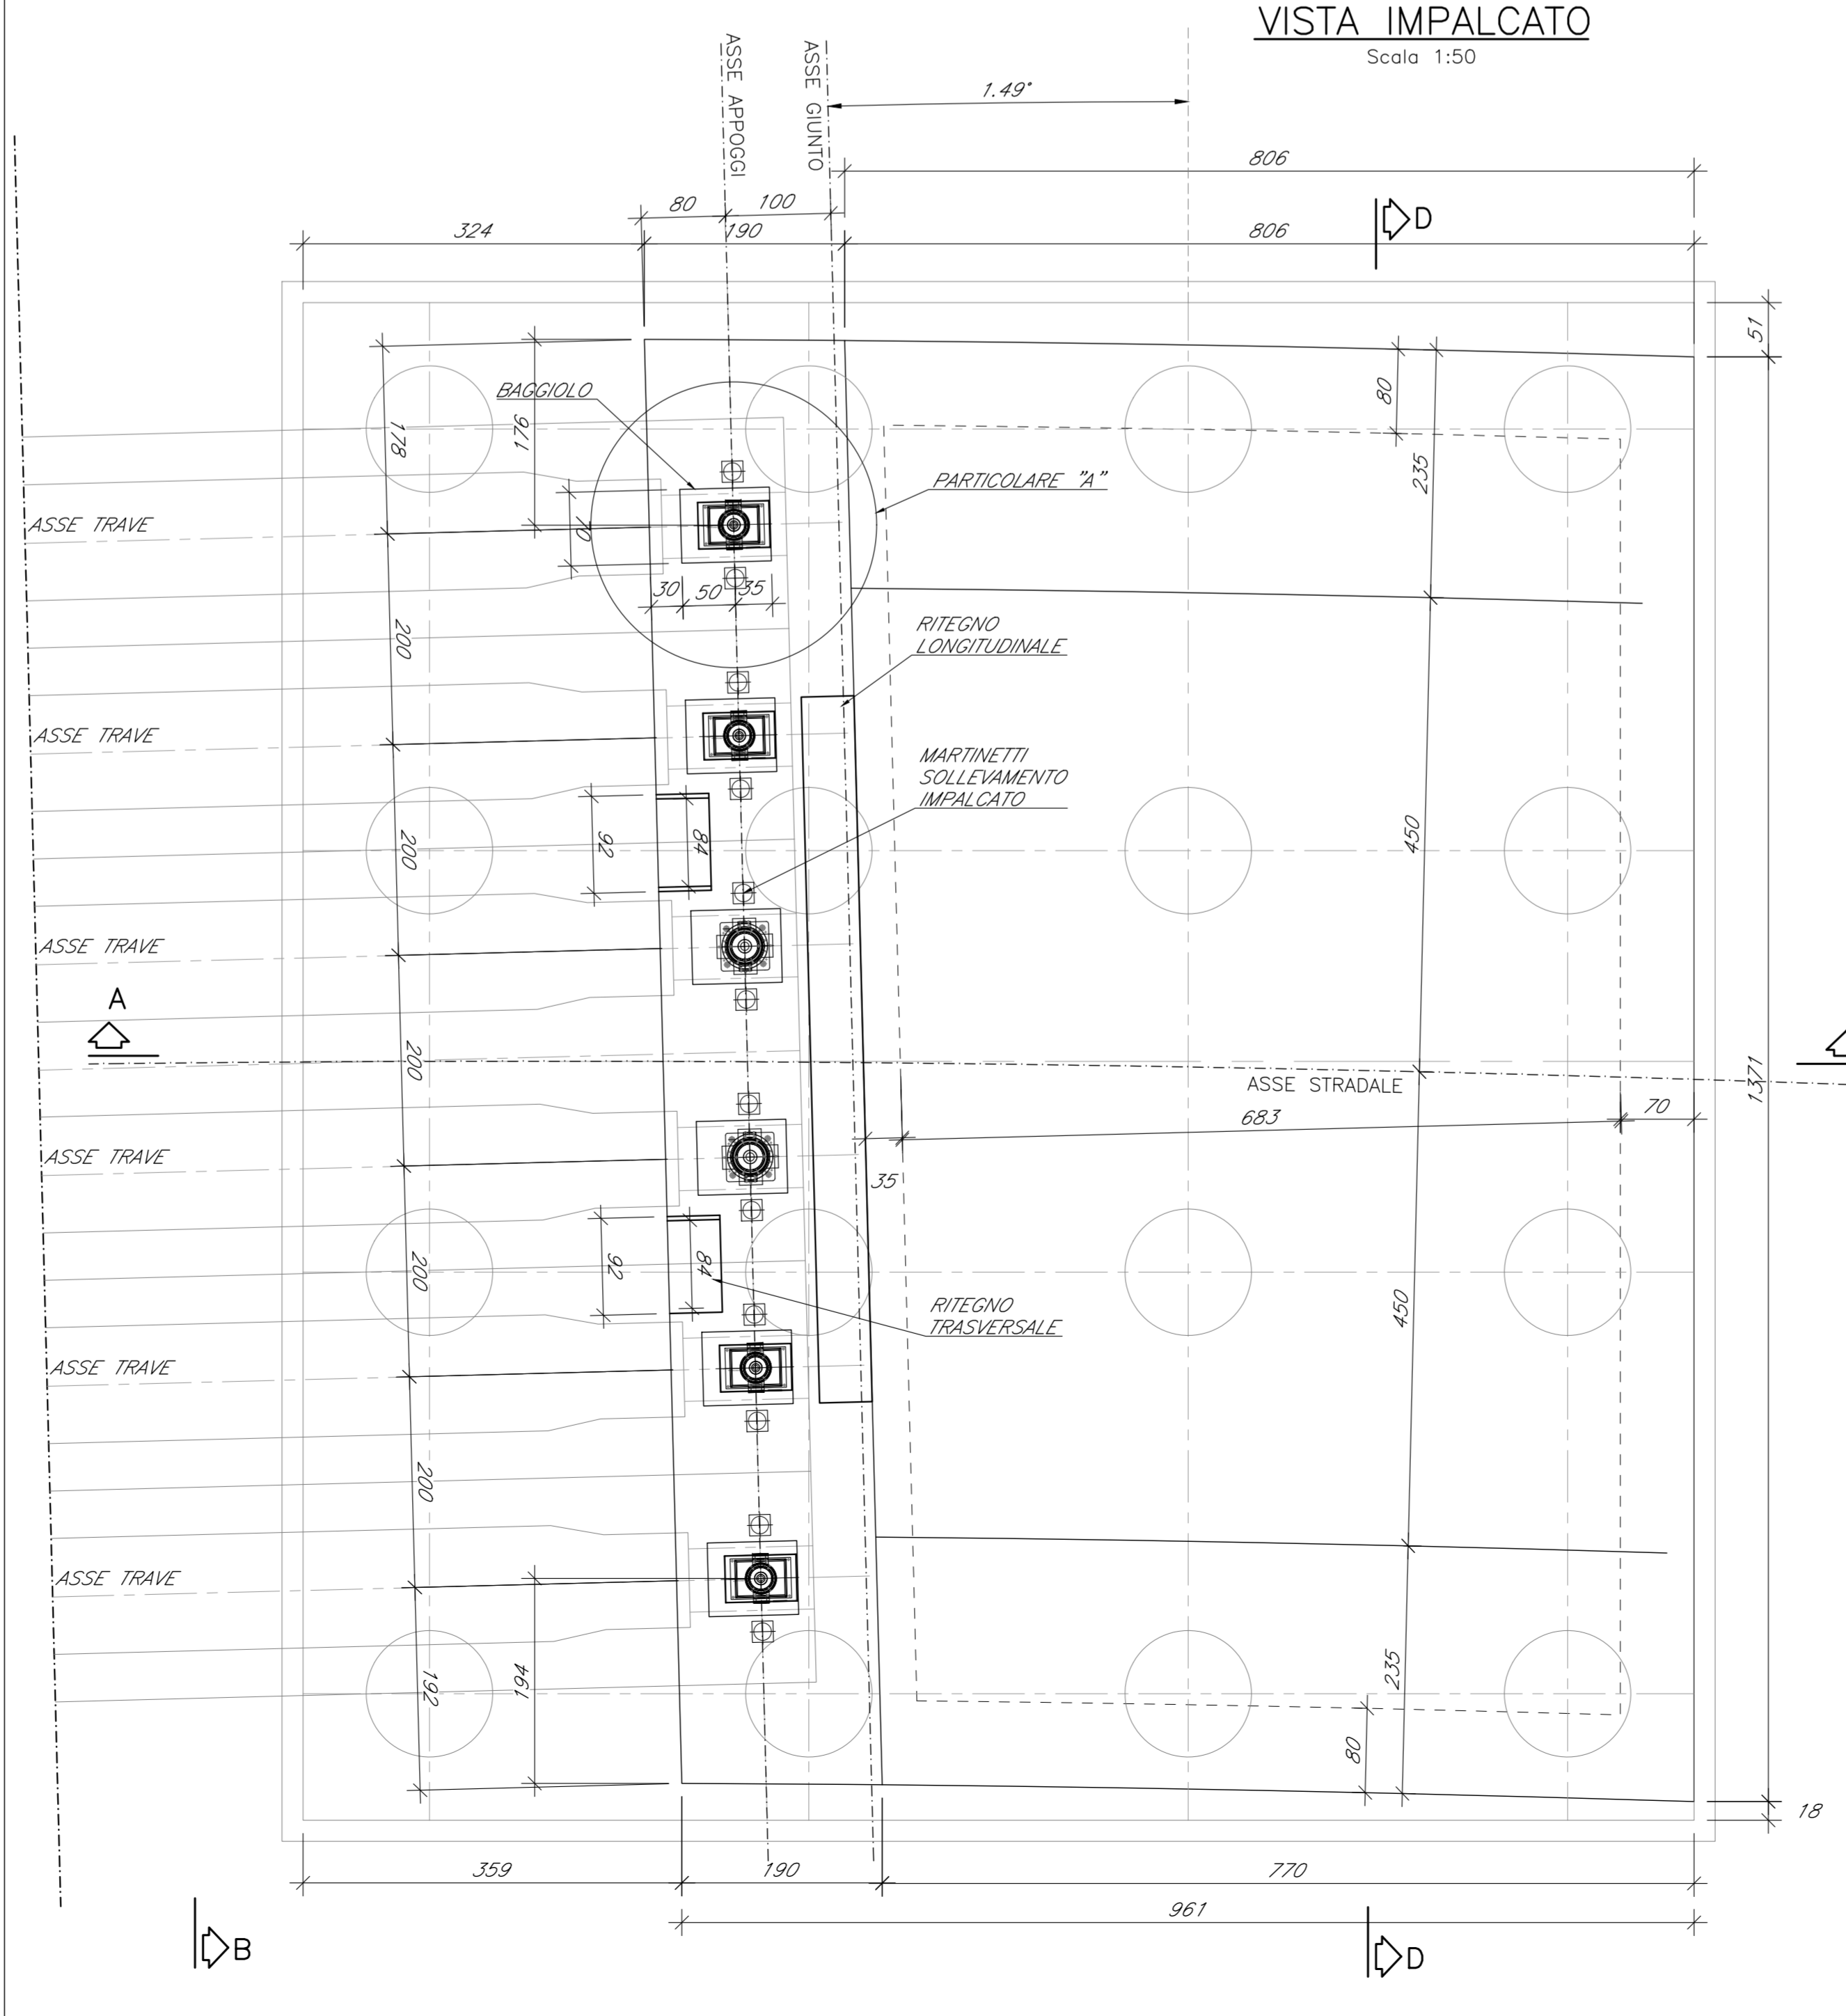 VISTA IMPALCATO
Scala 1:50
ASSE APPOGGI
ASSE GIUNTO
1.49°
806
80
100
324
190
806
D
51
BAGGIOLO
178
176
80
235
PARTICOLARE "A"
ASSE TRAVE
70
30
50
35
200
RITEGNO
LONGITUDINALE
ASSE TRAVE
MARTINETTI
SOLLEVAMENTO
IMPALCATO
200
92
84
450
ASSE TRAVE
A
200
ASSE STRADALE
1371
683
70
ASSE TRAVE
35
200
92
84
RITEGNO
TRASVERSALE
450
ASSE TRAVE
200
ASSE TRAVE
192
194
235
80
18
359
190
770
961
B
D